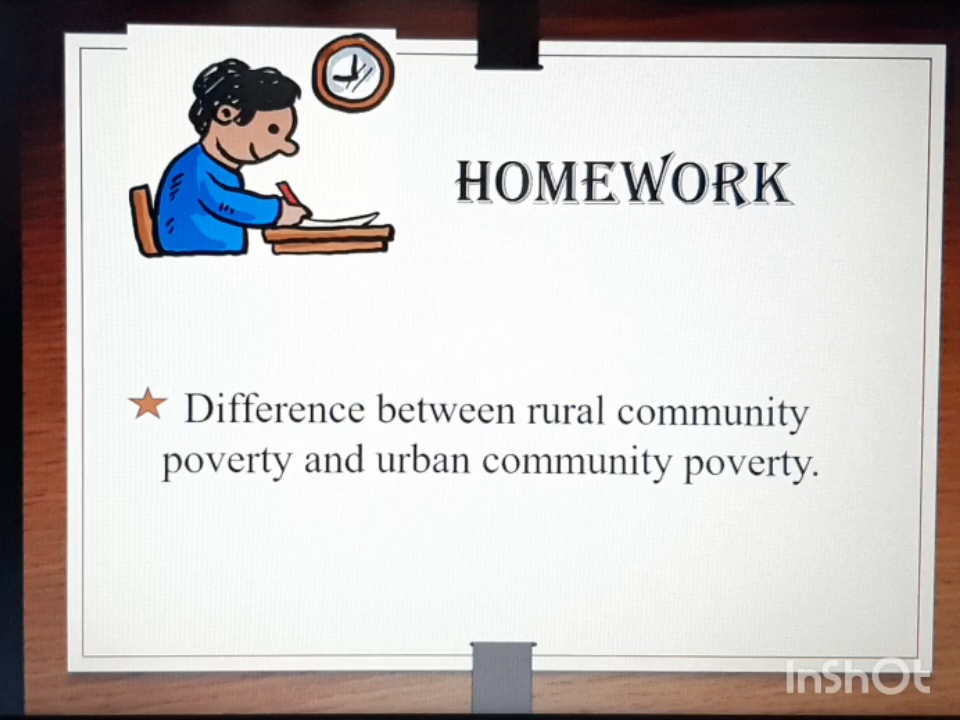 HOMEWORK
Difference between rural community
poverty and urban community poverty.
InShOt